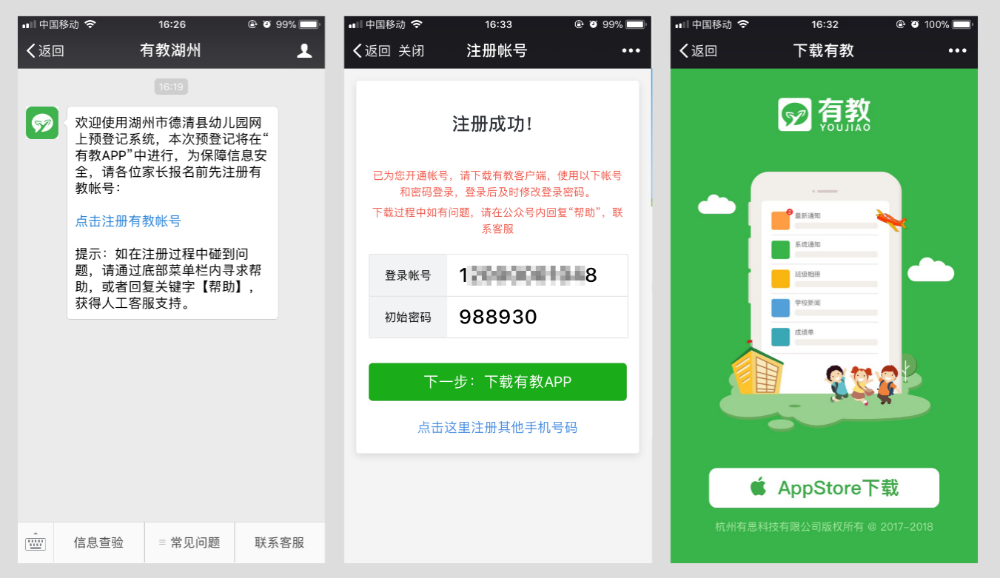 中国移动
16:26
99%
返回
有教湖州
16:19
欢迎使用湖州市德清县幼儿园网
上预登记系统，本次预登记将在“
有教APP”中进行，为保障信息安
全，请各位家长报名前先注册有
教帐号：
点击注册有教帐号
提示：如在注册过程中碰到问
题，请通过底部菜单栏内寻求帮
助，或者回复关键字【帮助】，
获得人工客服支持。
信息查验
常见问题
联系客服
中国移动
16:33
99%
返回 关闭
注册帐号
注册成功！
已为您开通帐号，请下载有教客户端，使用以下帐号
和密码登录，登录后及时修改登录密码。
下载过程中如有问题，请在公众号内回复“帮助”，联
系客服
登录帐号
初始密码
988930
下一步：下载有教APP
点击这里注册其他手机号码
中国移动
16:32
100%
返回
下载有教
有教
YOUJIAO
2
最新通知
系统通知
班级相册
学校新闻
成绩单
AppStore下载
杭州有思科技有限公司版权所有 @ 2017-2018